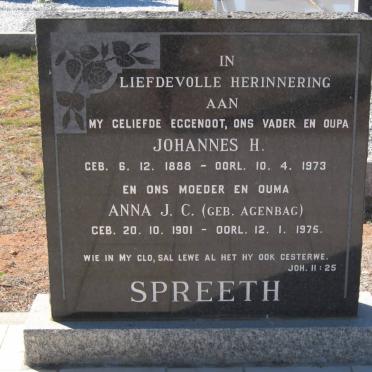 IN
LIEFDEVOLLE HERINNERING
AAN
MY GELIEFDE EGGENOOT, ONS VADER EN OUPA
JOHANNES H.
GEB. 6. 12. 1888 - OORL. 10. 4. 1973
EN ONS MOEDER EN OUMA
ANNA J. C. (GEB. AGENBAG)
GEB. 20. 10. 1901 - OORL. 12. 1. 1975.
WIE IN MY GLO, SAL LEWE AL HET HY OOK GESTERWE.
JOH. 11:25
SPREETH